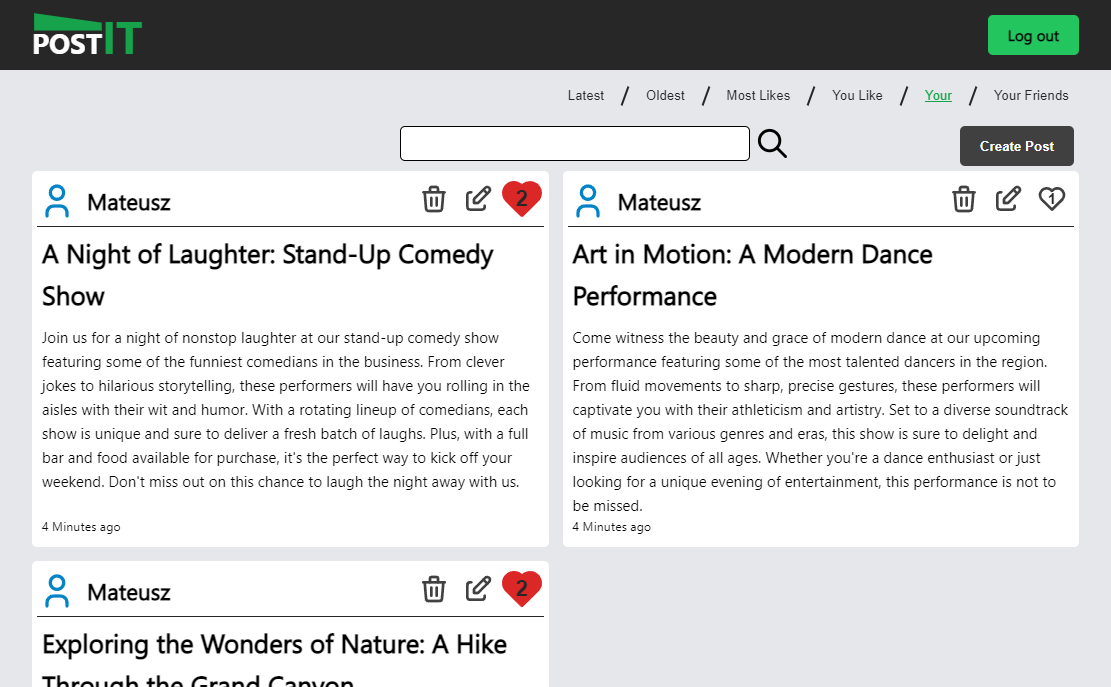 POSTIT
Log out
Latest / Oldest / Most Likes / You Like / Your / Your Friends
Create Post
Mateusz
2
A Night of Laughter: Stand-Up Comedy
Show
Join us for a night of nonstop laughter at our stand-up comedy show
featuring some of the funniest comedians in the business. From clever
jokes to hilarious storytelling, these performers will have you rolling in the
aisles with their wit and humor. With a rotating lineup of comedians, each
show is unique and sure to deliver a fresh batch of laughs. Plus, with a full
bar and food available for purchase, it's the perfect way to kick off your
weekend. Don't miss out on this chance to laugh the night away with us.
4 Minutes ago
Mateusz
1
Art in Motion: A Modern Dance
Performance
Come witness the beauty and grace of modern dance at our upcoming
performance featuring some of the most talented dancers in the region.
From fluid movements to sharp, precise gestures, these performers will
captivate you with their athleticism and artistry. Set to a diverse soundtrack
of music from various genres and eras, this show is sure to delight and
inspire audiences of all ages. Whether you're a dance enthusiast or just
looking for a unique evening of entertainment, this performance is not to
be missed.
4 Minutes ago
Mateusz
2
Exploring the Wonders of Nature: A Hike
Through the Grand Canyon